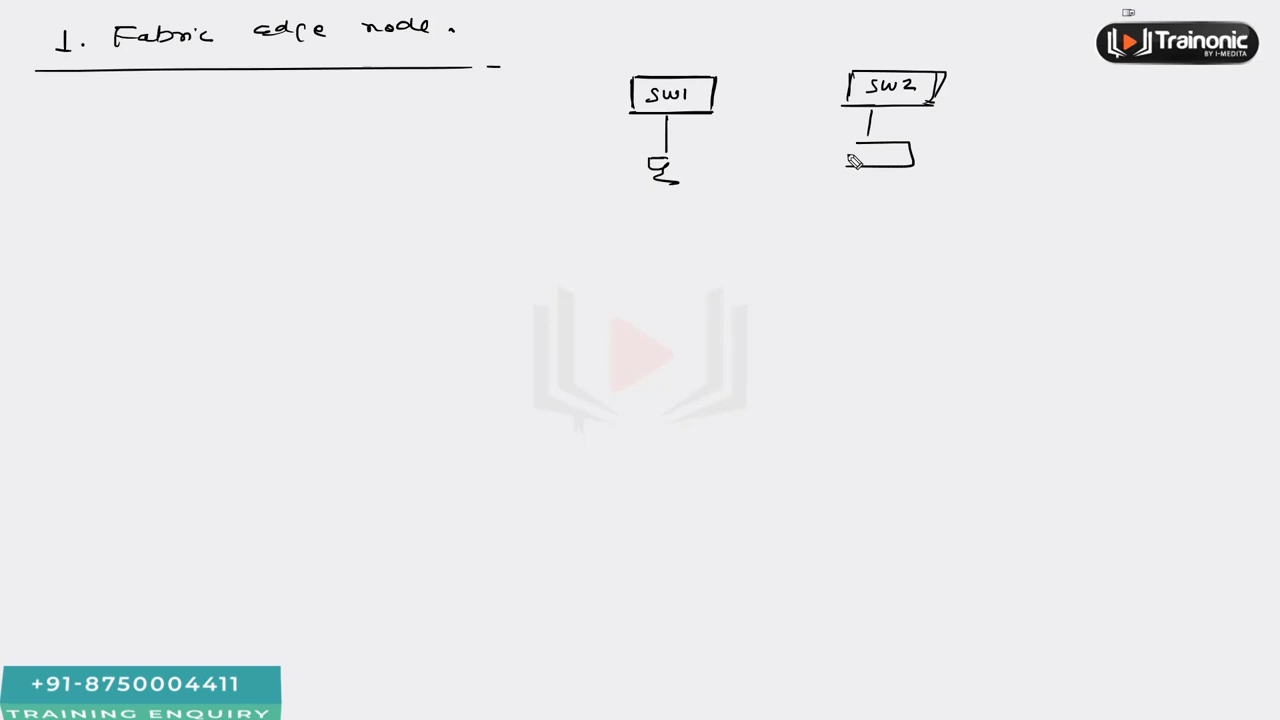 1. Fabric edge node.
Trainonic
BY I-MEDITA
SW1
SW2
+91-8750004411
TRAINING ENQUIRY